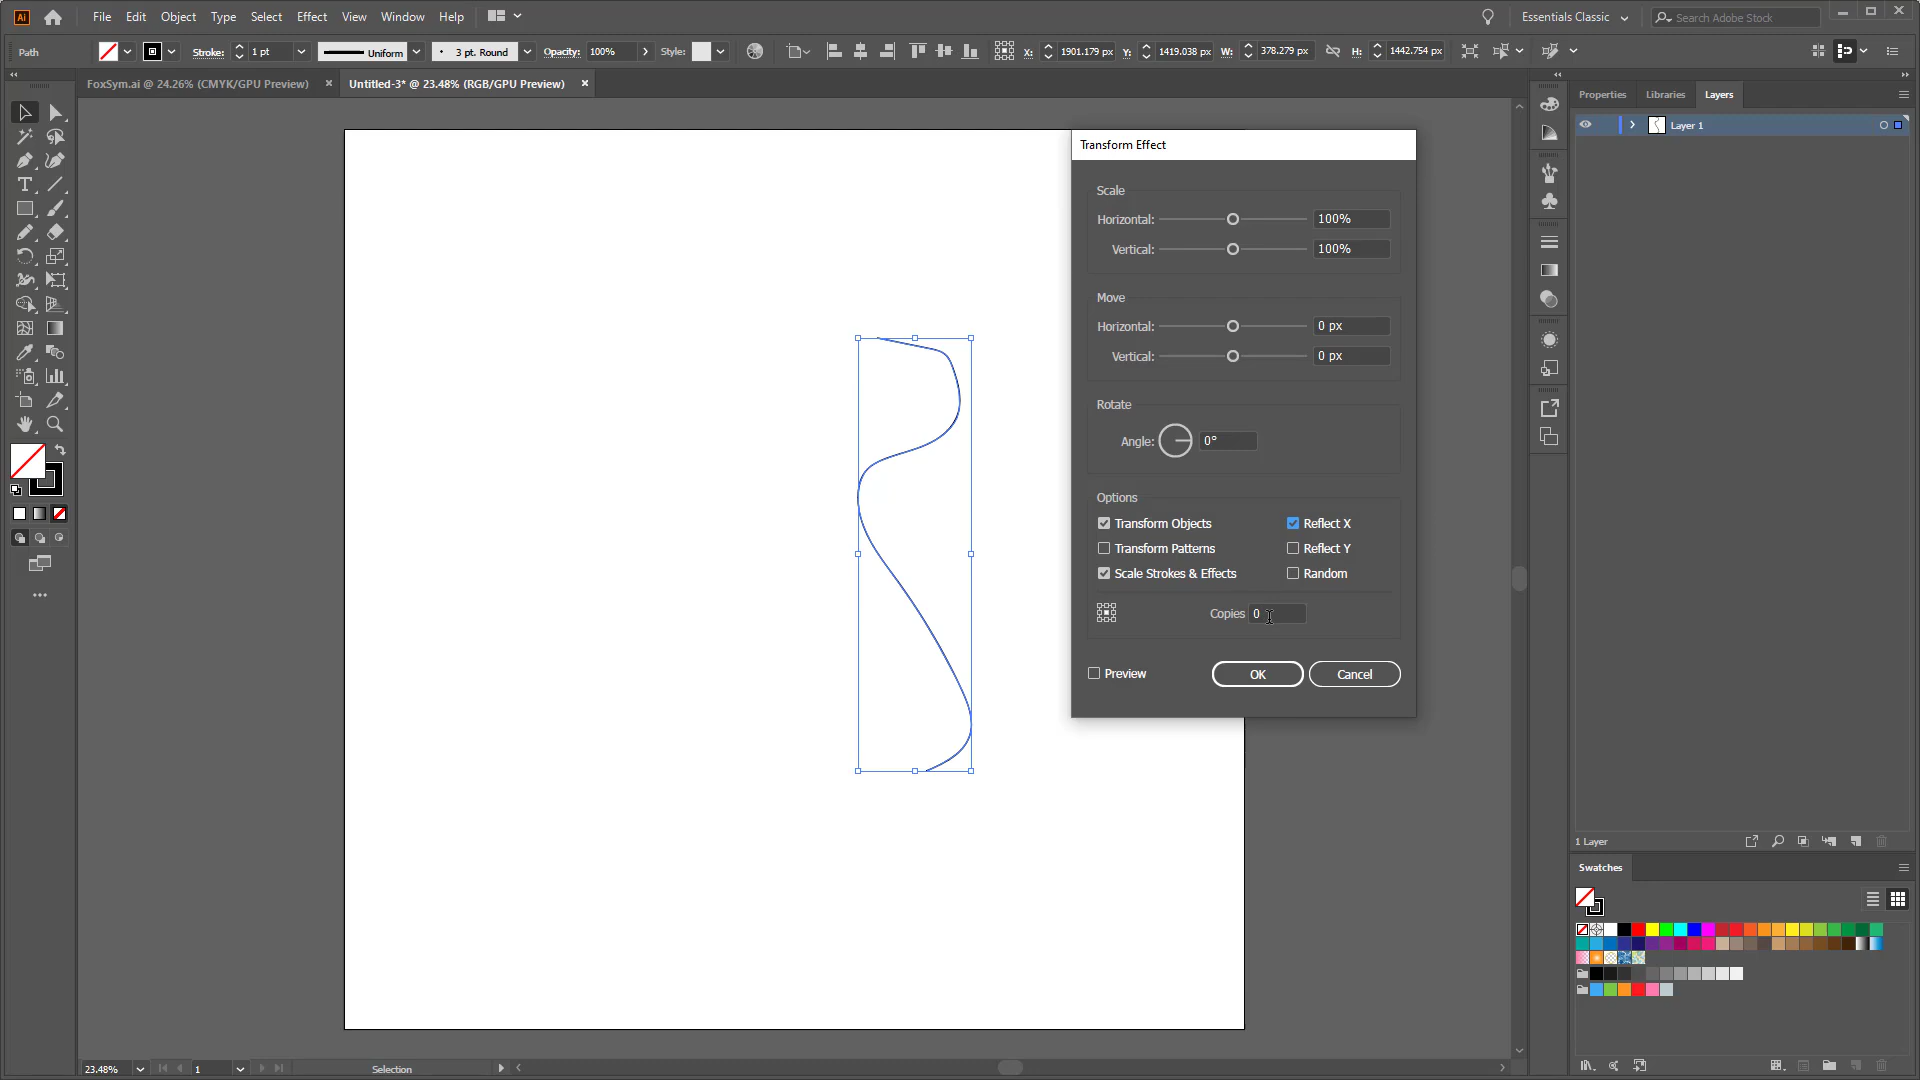 Ai File Edit Object Type Select Effect View Window Help Essentials Classic Search Adobe Stock
Path Stroke: 1 pt Uniform 3 pt. Round Opacity: 100% Style: X: 1901.179 px Y: 1419.038 px W: 378.279 px H: 1442.754 px
FoxSym.ai @ 24.26% (CMYK/GPU Preview) Untitled-3* @ 23.48% (RGB/GPU Preview)
Properties Libraries Layers
Layer 1
Transform Effect
Scale
Horizontal: 100%
Vertical: 100%
Move
Horizontal: 0 px
Vertical: 0 px
Rotate
Angle: 0°
Options
Transform Objects Reflect X
Transform Patterns Reflect Y
Scale Strokes & Effects Random
Copies 0
Preview OK Cancel
1 Layer
Swatches
23.48% 1 Selection